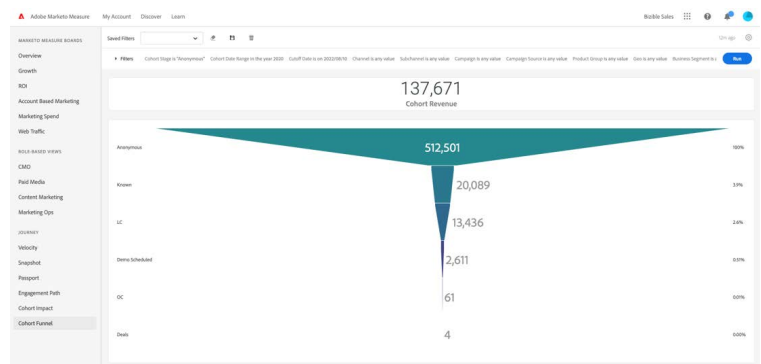 Adobe Marketo Measure My Account Discover Learn Bizible Sales
MARKETO MEASURE BOARDS
Overview
Growth
ROI
Account Based Marketing
Marketing Spend
Web Traffic
ROLE-BASED VIEWS
CMO
Paid Media
Content Marketing
Marketing Ops
JOURNEY
Velocity
Snapshot
Passport
Engagement Path
Cohort Impact
Cohort Funnel
Saved Filters
ago
Filters Cohort Stage is "Anonymous" Cohort Date Range in the year 2020 Cutoff Date is on 2022/08/10 Channel is any value Subchannel is any value Campaign is any value Campaign Source is any value Product Group is any value Geo is any value Business Segment is Run
137,671
Cohort Revenue
Anonymous 512,501 100%
Known 20,089 3.9%
LC 13,436 2.6%
Demo Scheduled 2,611 0.51%
OC 61 0.01%
Deals 4 0.00%